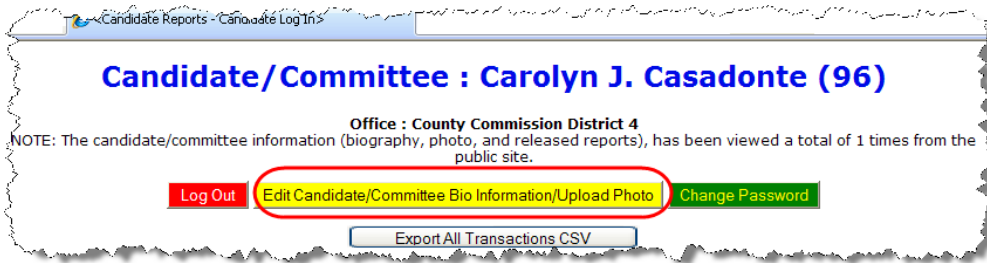 Candidate Reports - Candidate Log In
Candidate/Committee : Carolyn J. Casadonte (96)
Office : County Commission District 4
NOTE: The candidate/committee information (biography, photo, and released reports), has been viewed a total of 1 times from the
public site.
Log Out Edit Candidate/Committee Bio Information/Upload Photo Change Password
Export All Transactions CSV